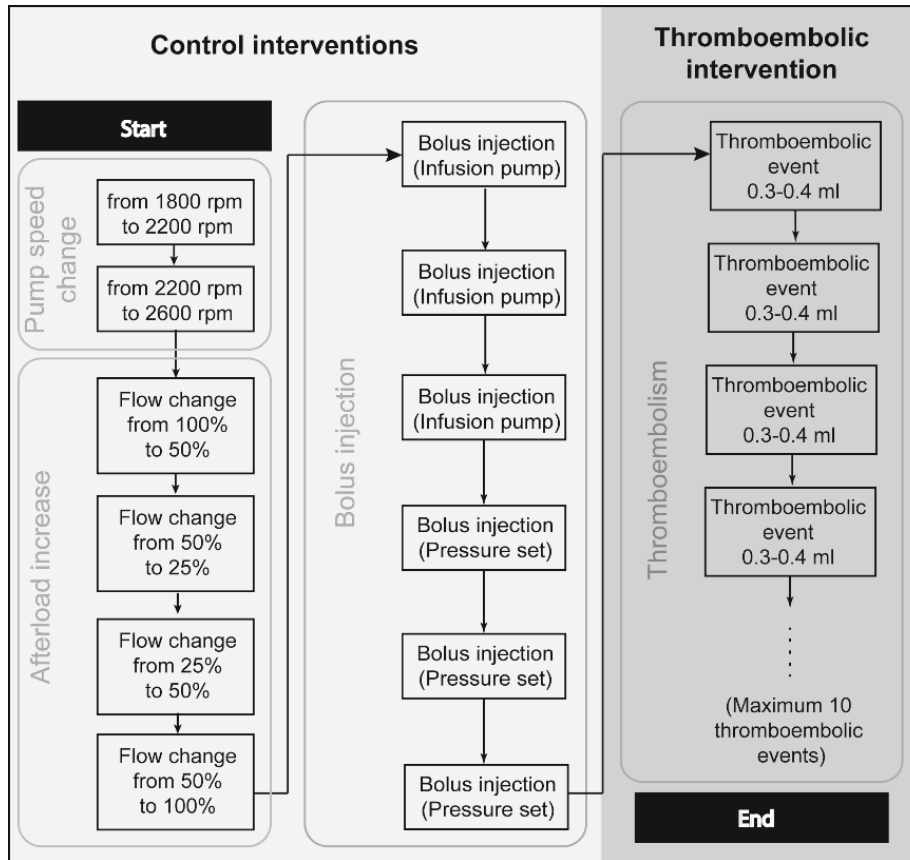 Control interventions
Start
Pump speed
change
from 1800 rpm
to 2200 rpm
from 2200 rpm
to 2600 rpm
Afterload increase
Flow change
from 100%
to 50%
Flow change
from 50%
to 25%
Flow change
from 25%
to 50%
Flow change
from 50%
to 100%
Bolus injection
Bolus injection
(Infusion pump)
Bolus injection
(Infusion pump)
Bolus injection
(Infusion pump)
Bolus injection
(Pressure set)
Bolus injection
(Pressure set)
Bolus injection
(Pressure set)
Thromboembolic
intervention
Thromboembolism
Thromboembolic
event
0.3-0.4 ml
Thromboembolic
event
0.3-0.4 ml
Thromboembolic
event
0.3-0.4 ml
Thromboembolic
event
0.3-0.4 ml
(Maximum 10
thromboembolic
events)
End